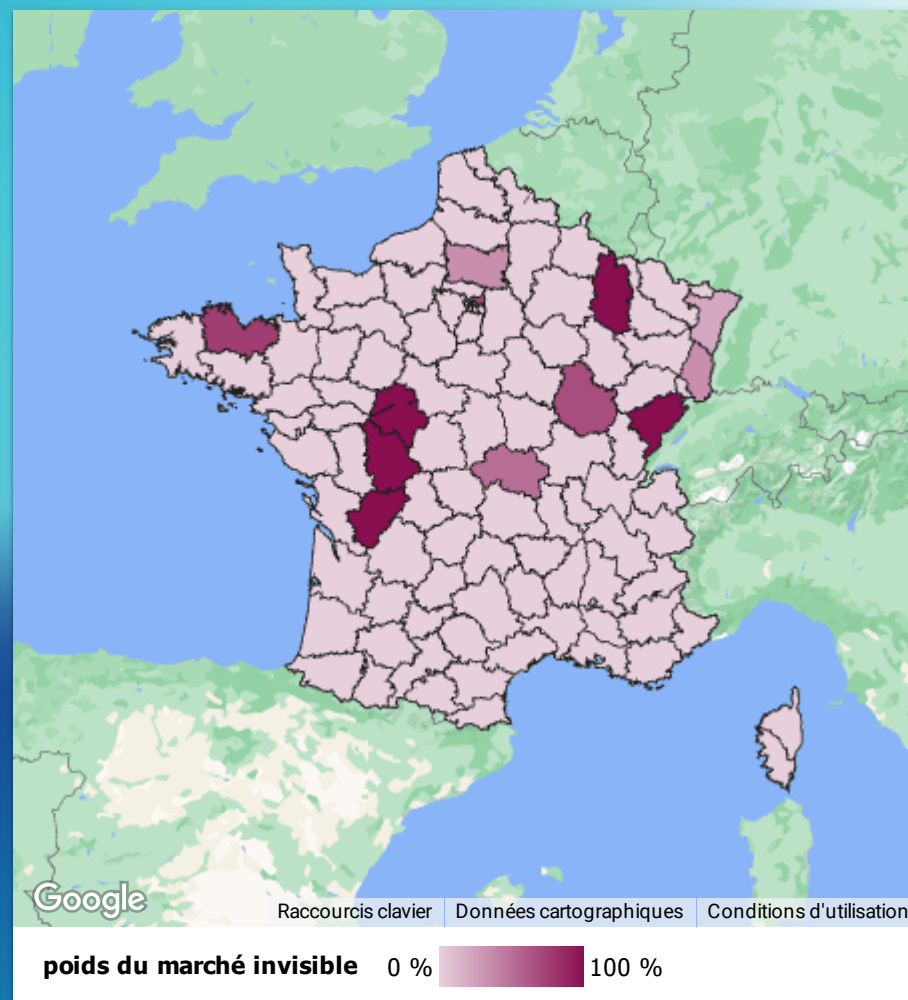 Google
Raccourcis clavier Données cartographiques Conditions d'utilisation
poids du marché invisible 0 % 100 %